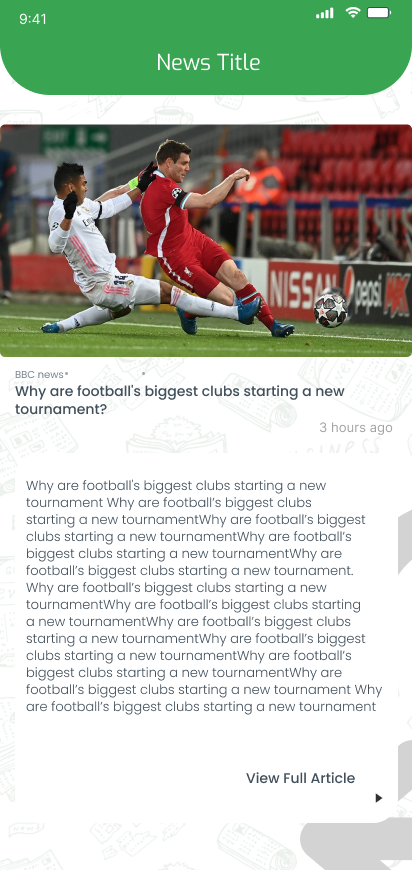 9:41
News Title
NISSAN pepsi
BBC news•
Why are football's biggest clubs starting a new
tournament?
3 hours ago
Why are football's biggest clubs starting a new
tournament Why are football's biggest clubs
starting a new tournamentWhy are football's biggest
clubs starting a new tournamentWhy are football's
biggest clubs starting a new tournamentWhy are
football's biggest clubs starting a new tournament.
Why are football's biggest clubs starting a new
tournamentWhy are football's biggest clubs starting
a new tournamentWhy are football's biggest clubs
starting a new tournamentWhy are football's biggest
clubs starting a new tournamentWhy are football's
biggest clubs starting a new tournamentWhy are
football's biggest clubs starting a new tournament Why
are football's biggest clubs starting a new tournament
View Full Article